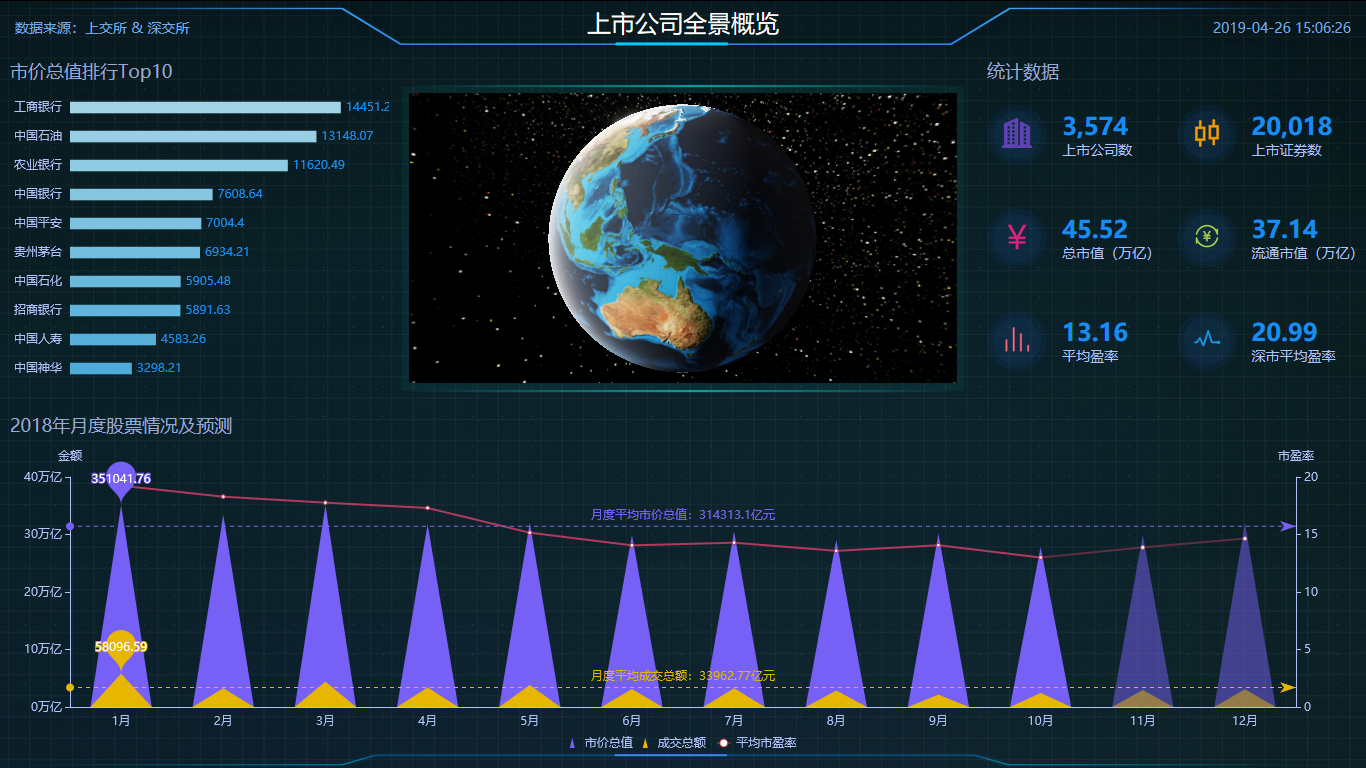 数据来源：上交所 & 深交所
上市公司全景概览
2019-04-26 15:06:26
市价总值排行Top10
工商银行 14451.2
中国石油 13148.07
农业银行 11620.49
中国银行 7608.64
中国平安 7004.4
贵州茅台 6934.21
中国石化 5905.48
招商银行 5891.63
中国人寿 4583.26
中国神华 3298.21
统计数据
3,574
上市公司数
20,018
上市证券数
45.52
总市值（万亿）
37.14
流通市值（万亿）
13.16
平均盈率
20.99
深市平均盈率
2018年月度股票情况及预测
金额
市盈率
40万亿
30万亿
20万亿
10万亿
0万亿
351041.76
58096.59
月度平均市价总值：314313.1亿元
月度平均成交总额：33962.77亿元
20
15
10
5
0
1月 2月 3月 4月 5月 6月 7月 8月 9月 10月 11月 12月
市价总值 成交总额 平均市盈率